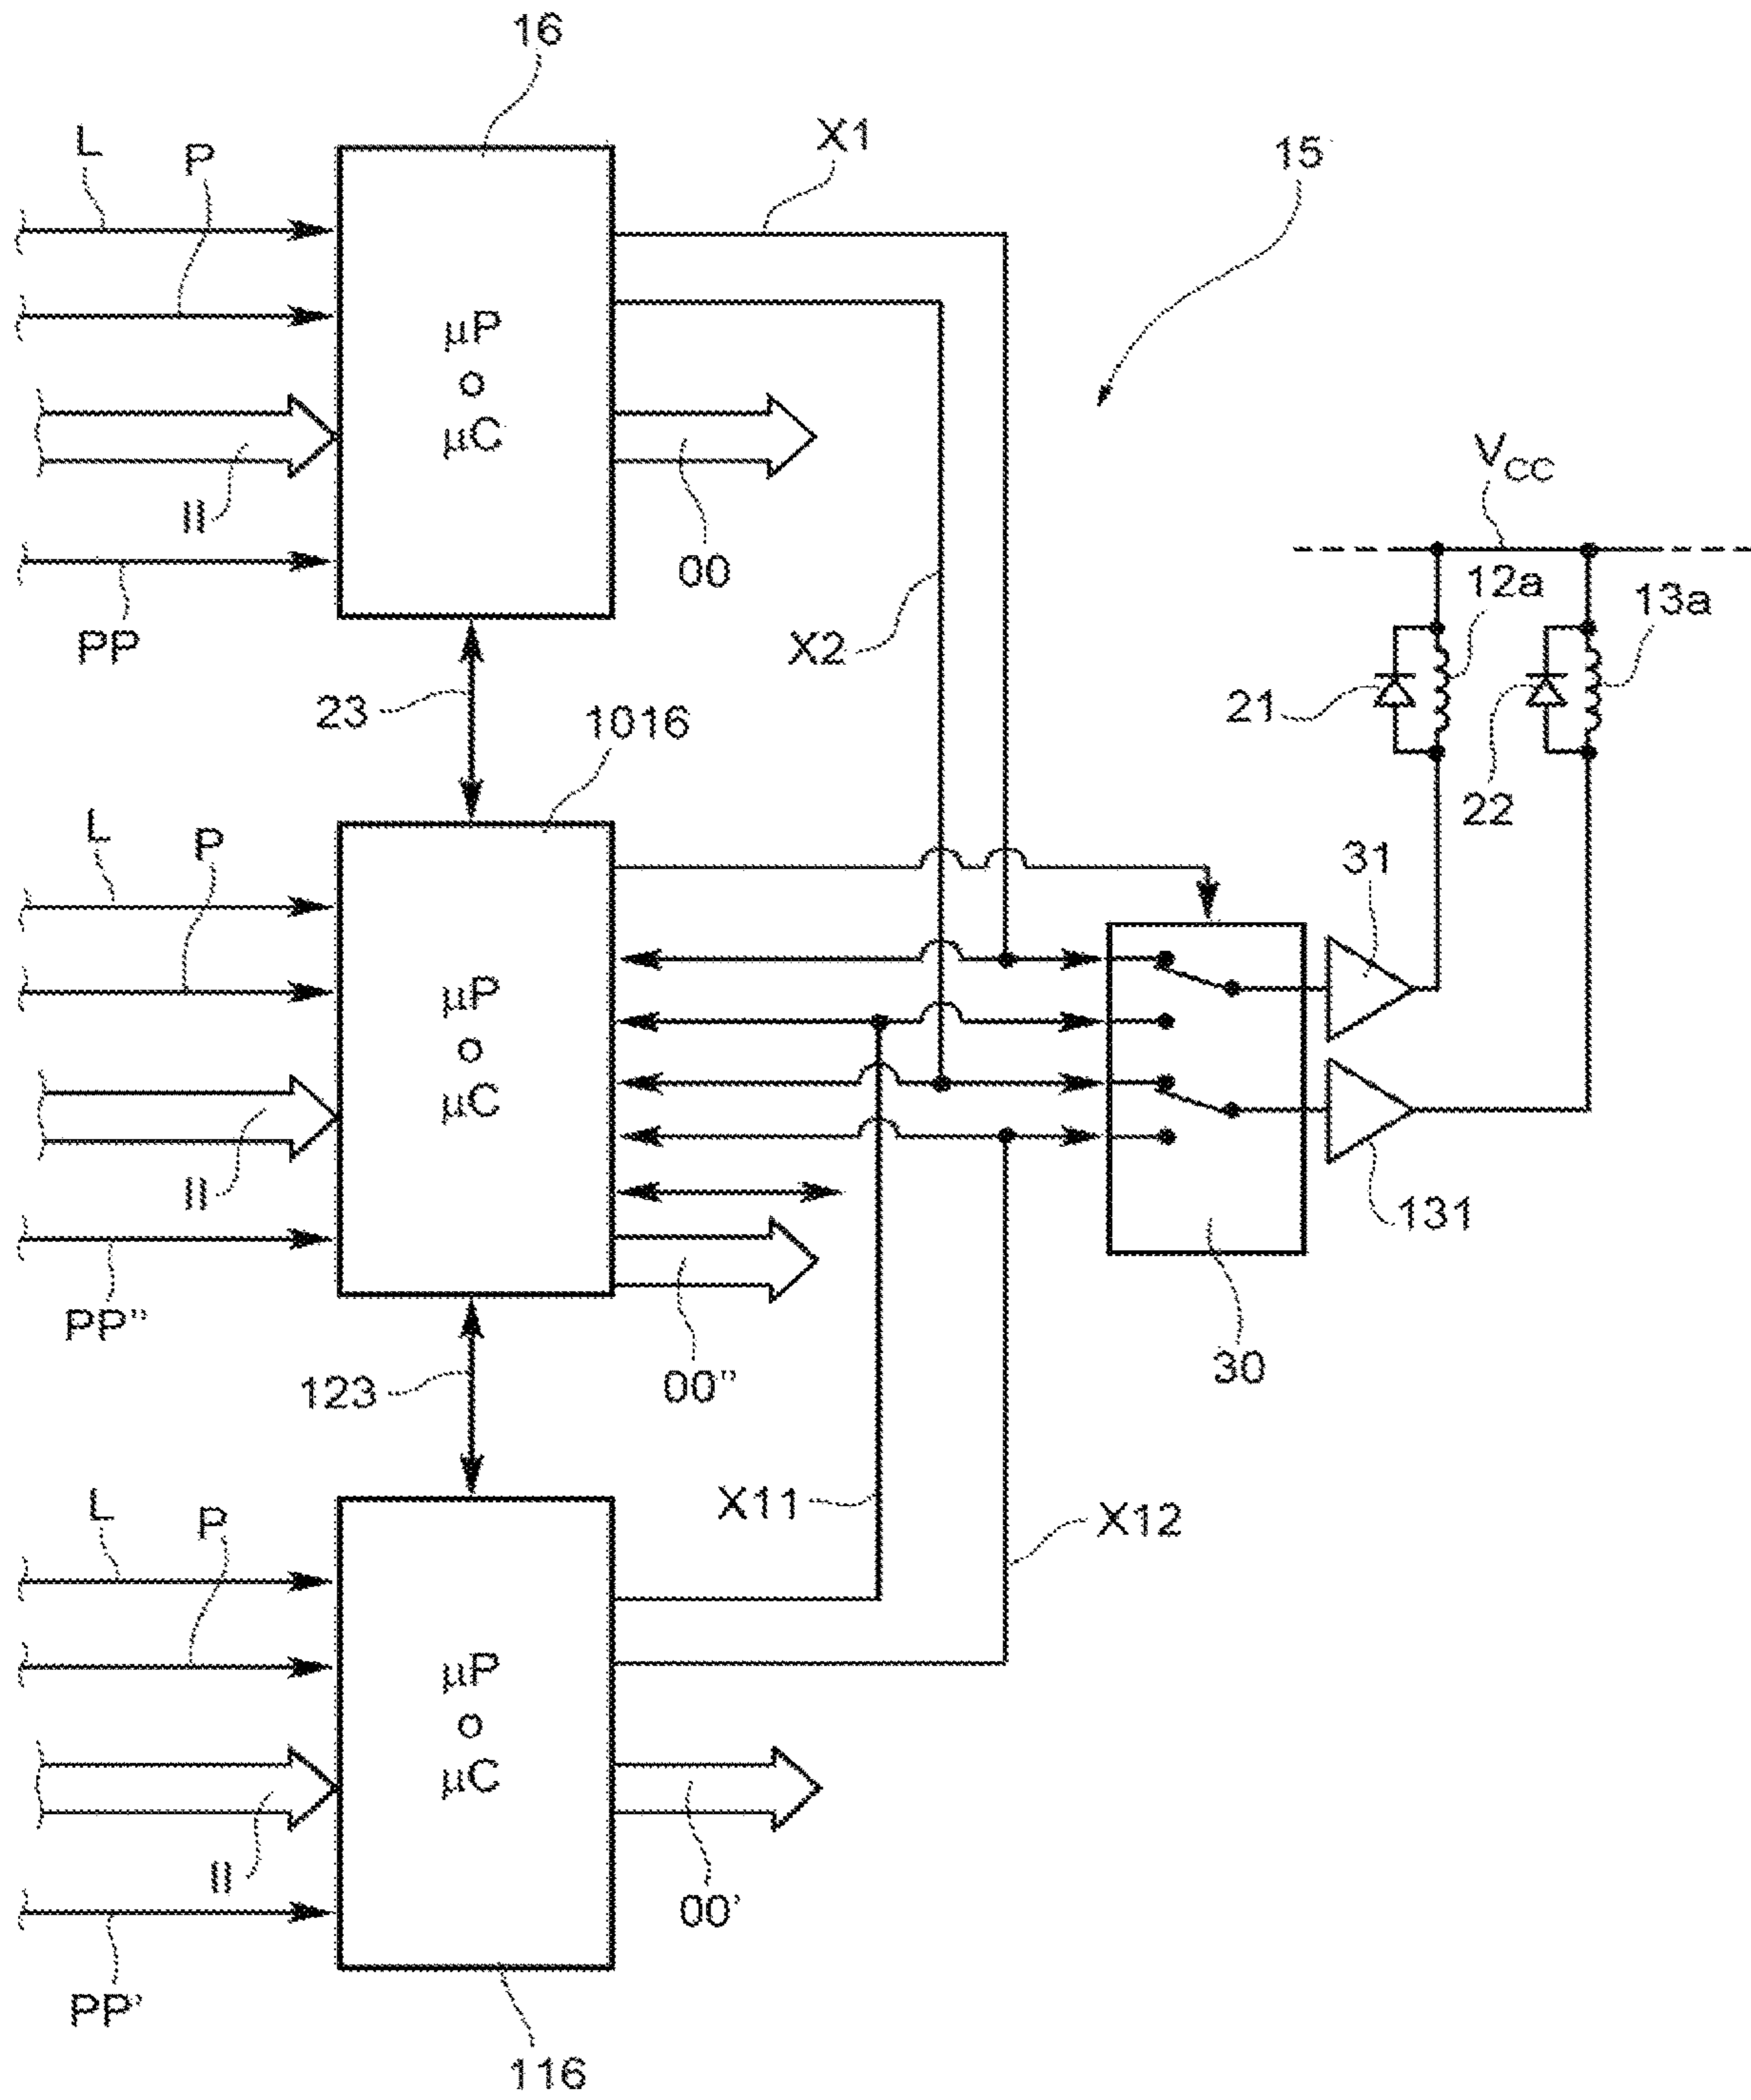 16
L
P
X1
15
μP
o
μC
V_CC
II
00
12a
13a
PP
X2
23
1016
21
22
L
P
31
μP
o
μC
II
131
PP”
30
123
00”
X11
X12
L
P
μP
o
μC
II
00’
PP’
116